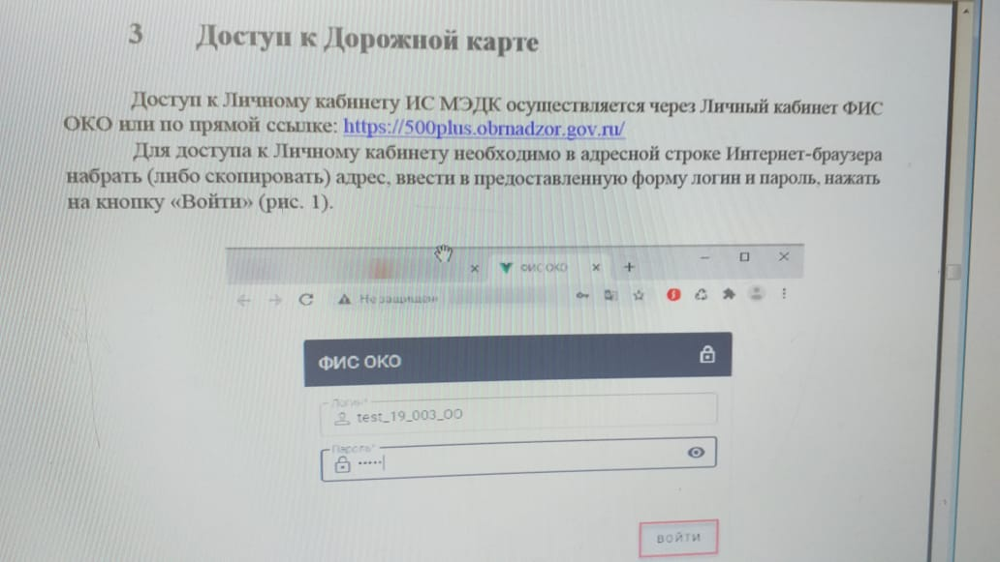 3 Доступ к Дорожной карте
Доступ к Личному кабинету ИС МЭДК осуществляется через Личный кабинет ФИС
ОКО или по прямой ссылке: https://500plus.obrnadzor.gov.ru/
Для доступа к Личному кабинету необходимо в адресной строке Интернет-браузера
набрать (либо скопировать) адрес, ввести в предоставленную форму логин и пароль, нажать
на кнопку «Войти» (рис. 1).
ФИС ОКО
Не защищено
ФИС ОКО
Логин*
test_19_003_OO
Пароль*
ВОЙТИ